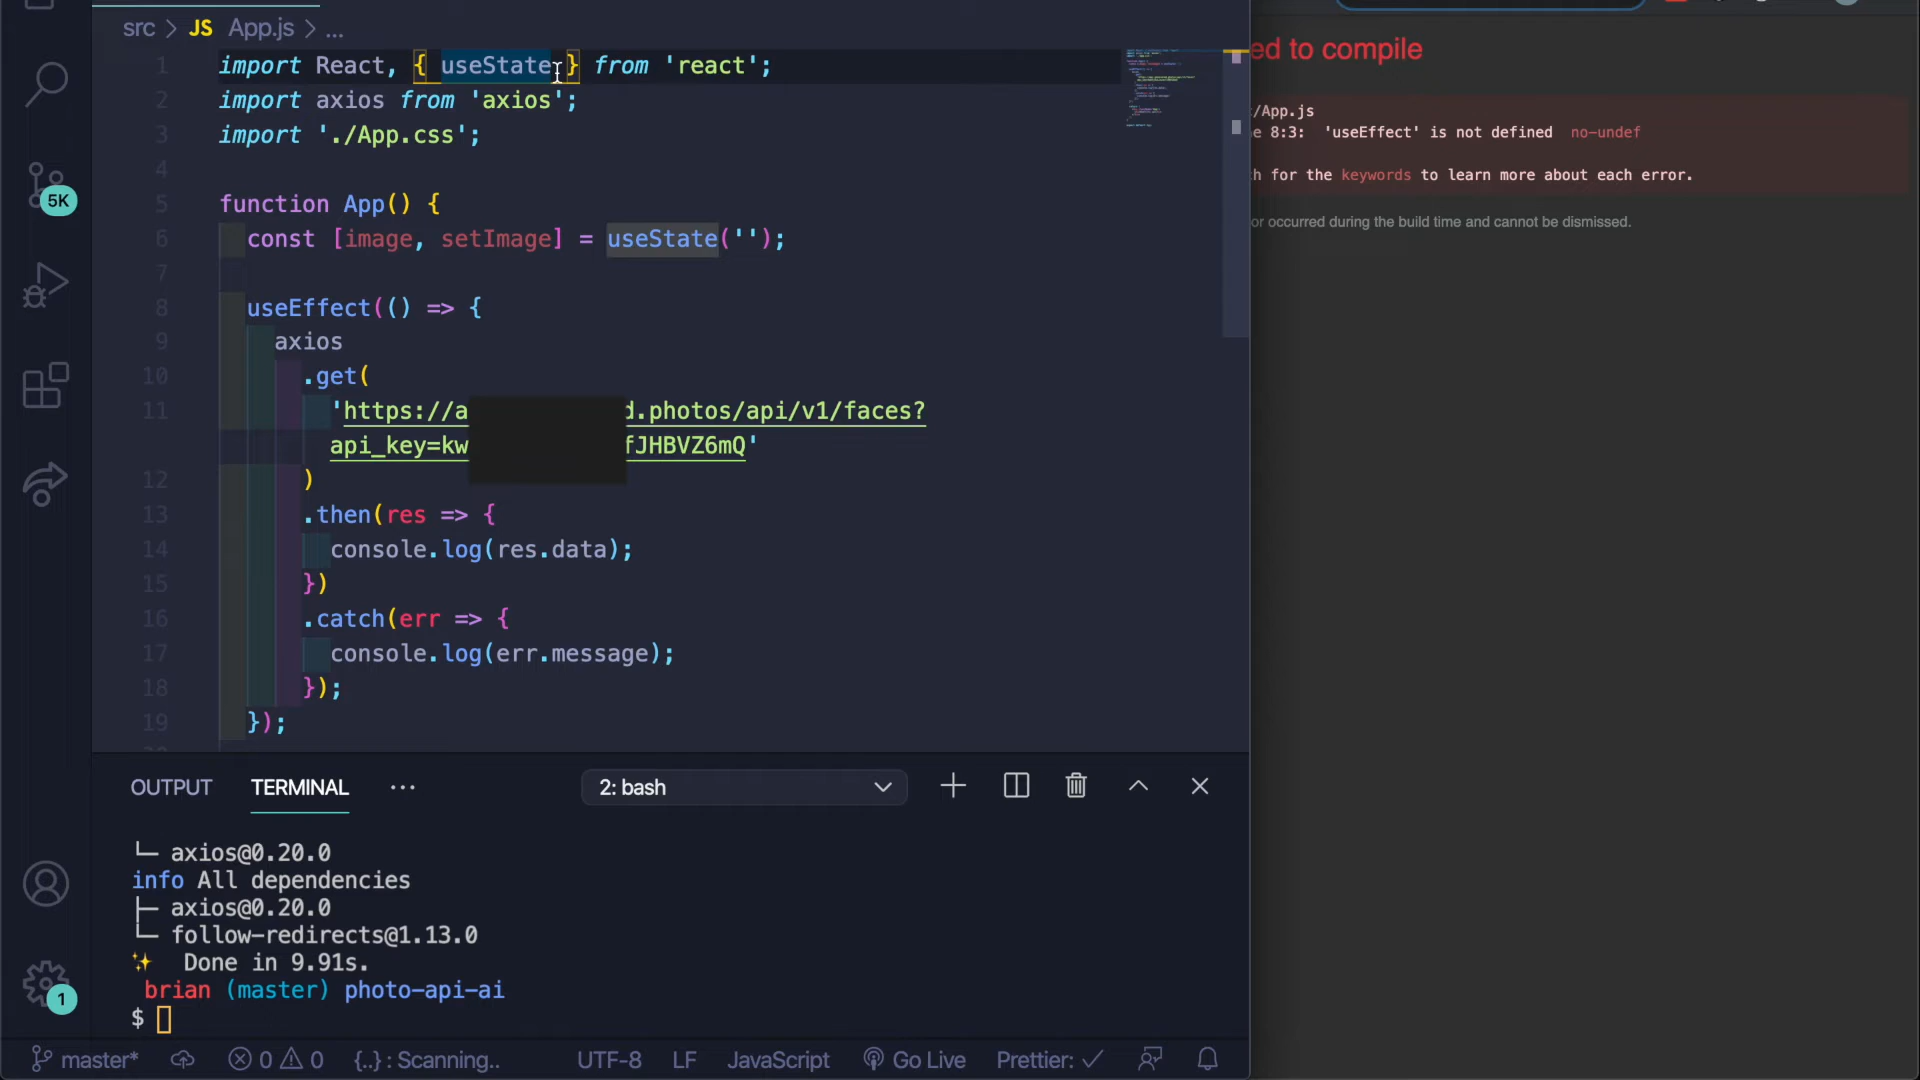 src > JS App.js > ...
1 import React, { useState } from 'react';
2 import axios from 'axios';
3 import './App.css';
4
5 function App() {
6 const [image, setImage] = useState('');
7
8 useEffect(() => {
9 axios
10 .get(
11 'https://a d.photos/api/v1/faces?
api_key=kw fJHBVZ6mQ'
12 )
13 .then(res => {
14 console.log(res.data);
15 })
16 .catch(err => {
17 console.log(err.message);
18 });
19 });
ed to compile
/App.js
e 8:3: 'useEffect' is not defined no-undef
h for the keywords to learn more about each error.
or occurred during the build time and cannot be dismissed.
5K
1
OUTPUT TERMINAL ... 2: bash
└─ axios@0.20.0
info All dependencies
├─ axios@0.20.0
└─ follow-redirects@1.13.0
✨ Done in 9.91s.
brian (master) photo-api-ai
$
master* 0 0 {..} : Scanning.. UTF-8 LF JavaScript Go Live Prettier: ✓